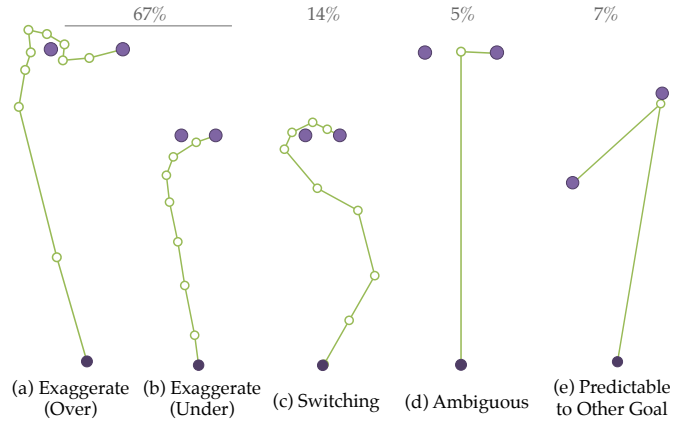 67%
14%
5%
7%
(a) Exaggerate
(Over)
(b) Exaggerate
(Under)
(c) Switching
(d) Ambiguous
(e) Predictable
to Other Goal